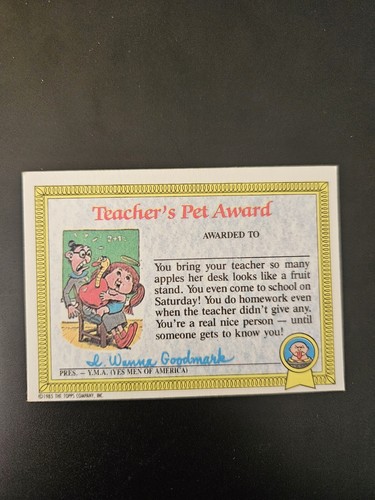 Teacher's Pet Award
AWARDED TO
You bring your teacher so many
apples her desk looks like a fruit
stand. You even come to school on
Saturday! You do homework even
when the teacher didn't give any.
You're a real nice person — until
someone gets to know you!
I. Wanna Goodmark
PRES. – Y.M.A. (YES MEN OF AMERICA)
©1985 THE TOPPS COMPANY, INC.